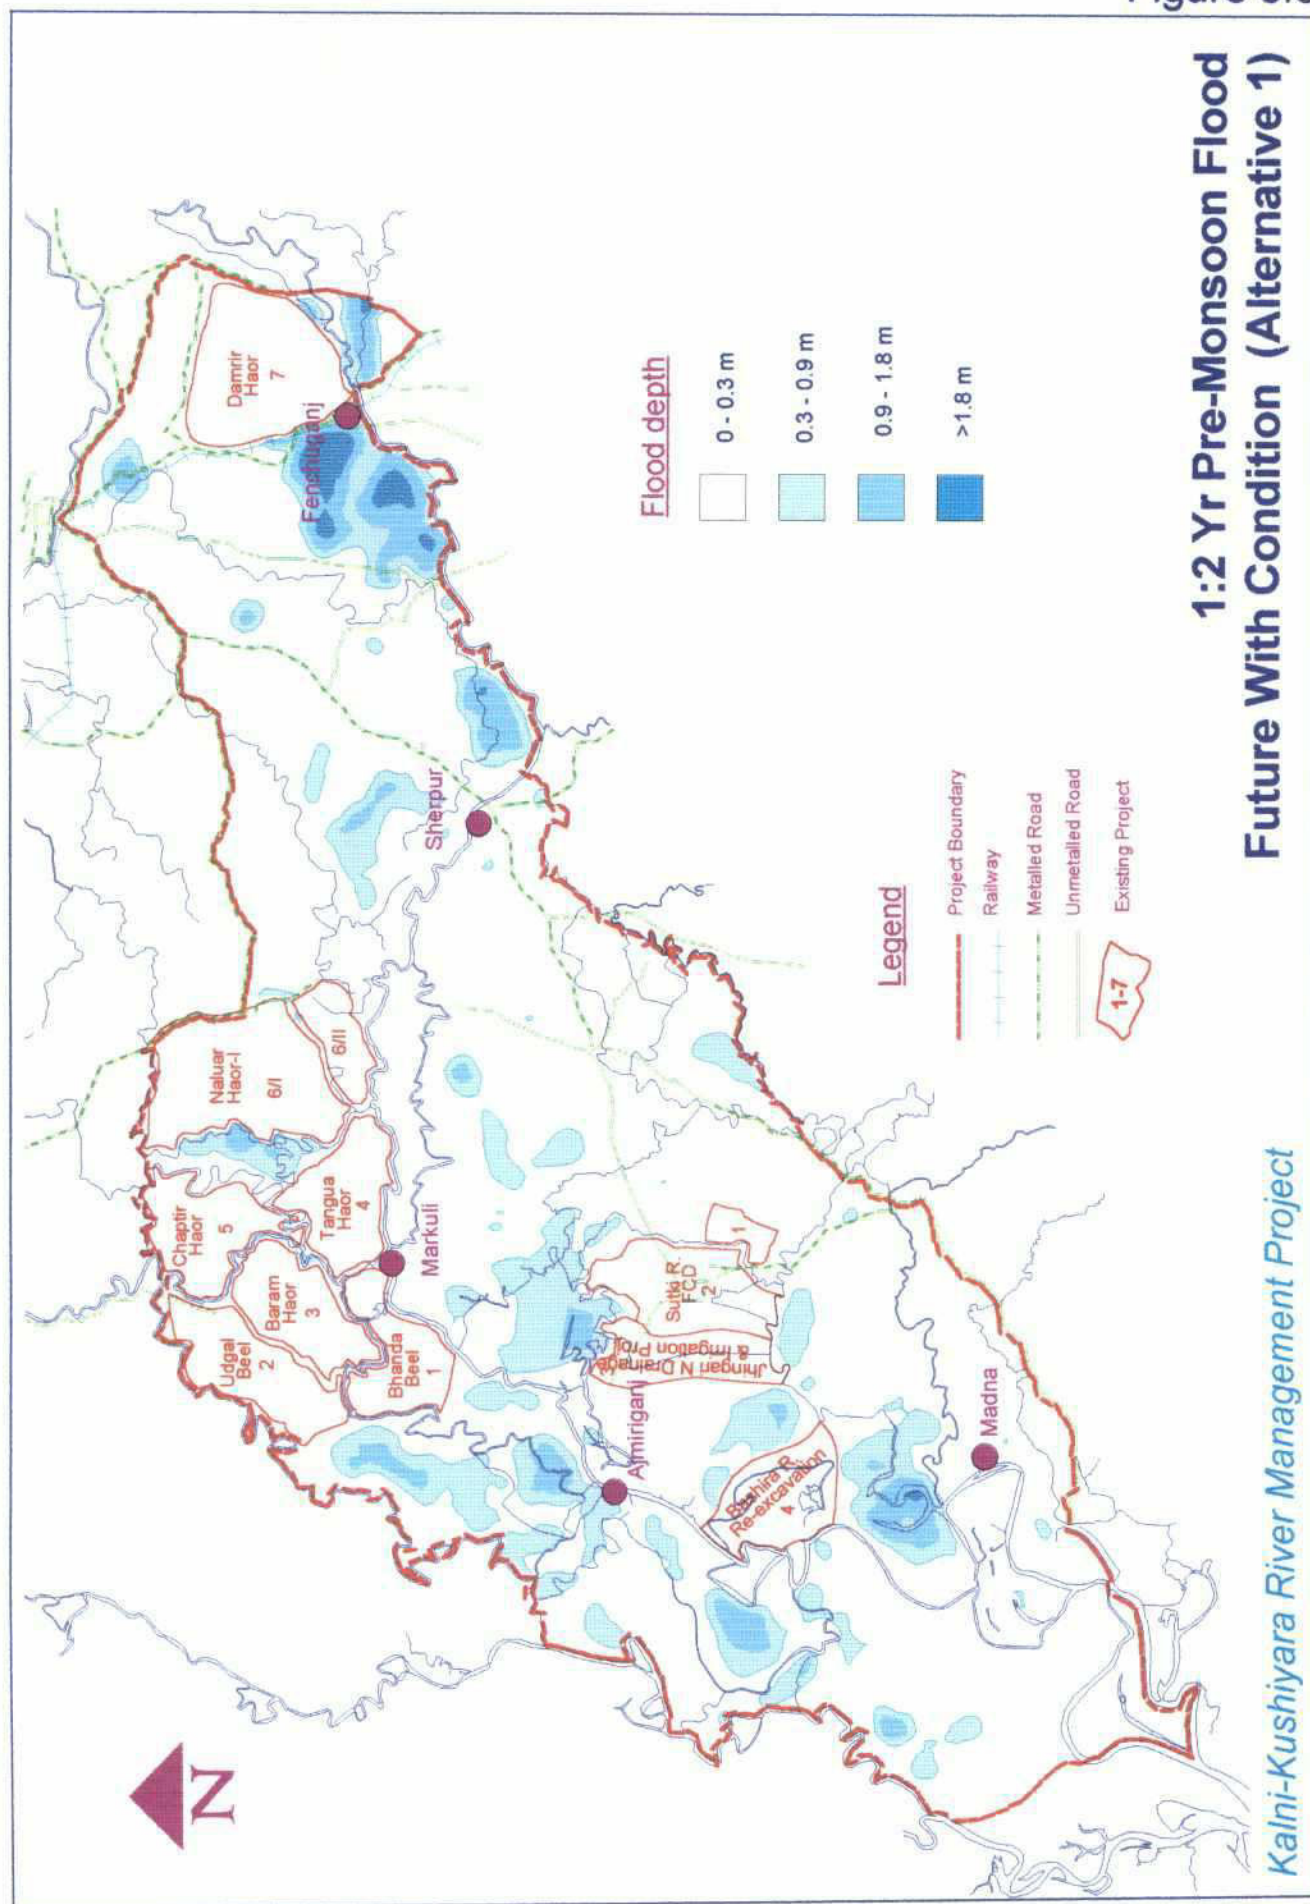 Figure
1:2 Yr Pre-Monsoon Flood
Future With Condition (Alternative 1)
Kalni-Kushiyara River Management Project
N
Damrir
Haor
7
Fenchuganj
Sherpur
Naluar
Haor-I
6/I
6/II
Chaptir
Haor
5
Tangua
Haor
4
Baram
Haor
3
Udgal
Beel
2
Bhanda
Beel
1
Markuli
Ajmiriganj
Sutki R.
FCD
2
1
Jhingari N Drainage
& Irrigation Proj.
Bashira R.
Re-excavation
4
Madna
Flood depth
0 - 0.3 m
0.3 - 0.9 m
0.9 - 1.8 m
>1.8 m
Legend
Project Boundary
Railway
Metalled Road
Unmetalled Road
1-7
Existing Project